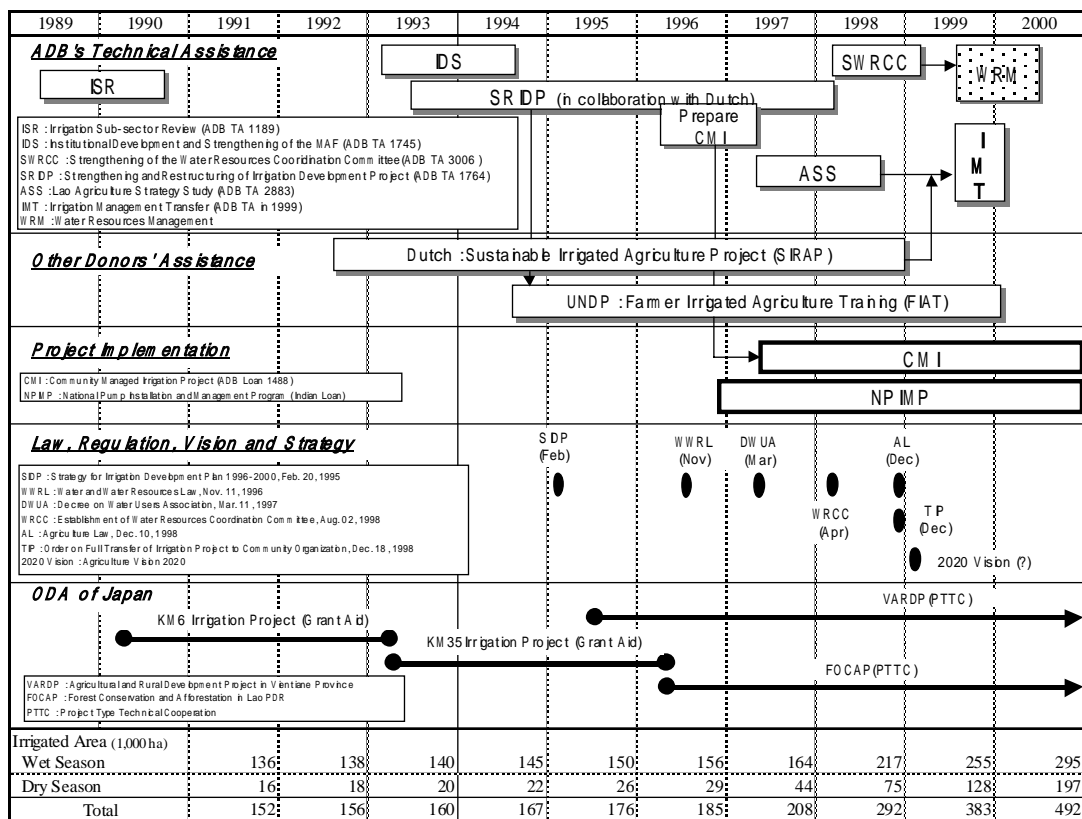 1989 1990 1991 1992 1993 1994 1995 1996 1997 1998 1999 2000
ADB's Technical Assistance
ISR
IDS
SWRCC
WRM
SRIDP (in collaboration with Dutch)
Prepare
CMI
ASS
I
M
T
ISR : Irrigation Sub-sector Review (ADB TA 1189)
IDS : Institutional Development and Strengthening of the MAF (ADB TA 1745)
SWRCC : Strengthening of the Water Resources Cooridination Committee (ADB TA 3006 )
SRIDP : Strengthening and Restructuring of Irrigation Development Project (ADB TA 1764)
ASS : Lao Agriculture Strategy Study (ADB TA 2883)
IMT : Irrigation Management Transfer (ADB TA in 1999)
WRM : Water Resources Management
Other Donors' Assistance
Dutch : Sustainable Irrigated Agriculture Project (SIRAP)
UNDP : Farmer Irrigated Agriculture Training (FIAT)
Project Implementation
CMI
CMI : Community Managed Irrigation Project (ADB Loan 1488)
NPIMP : National Pump Installation and Management Program (Indian Loan)
NPIMP
Law, Regulation, Vision and Strategy
SIDP
(Feb)
WWRL
(Nov)
DWUA
(Mar)
AL
(Dec)
SIDP : Strategy for Irrigation Development Plan 1996-2000, Feb. 20, 1995
WWRL : Water and Water Resources Law, Nov. 11, 1996
DWUA : Decree on Water Users Association, Mar. 11, 1997
WRCC : Establishment of Water Resources Coordination Committee, Aug. 02, 1998
AL : Agriculture Law, Dec. 10, 1998
TIP : Order on Full Transfer of Irrigation Project to Community Organization, Dec. 18, 1998
2020 Vision : Agriculture Vision 2020
WRCC
(Apr)
TIP
(Dec)
2020 Vision (?)
ODA of Japan
VARDP (PTTC)
KM6 Irrigation Project (Grant Aid)
KM35 Irrigation Project (Grant Aid)
FOCAP (PTTC)
VARDP : Agricultural and Rural Development Project in Vientiane Province
FOCAP : Forest Conservation and Afforestation in Lao PDR
PTTC : Project Type Technical Cooperation
Irrigated Area (1,000 ha)
Wet Season 136 138 140 145 150 156 164 217 255 295
Dry Season 16 18 20 22 26 29 44 75 128 197
Total 152 156 160 167 176 185 208 292 383 492